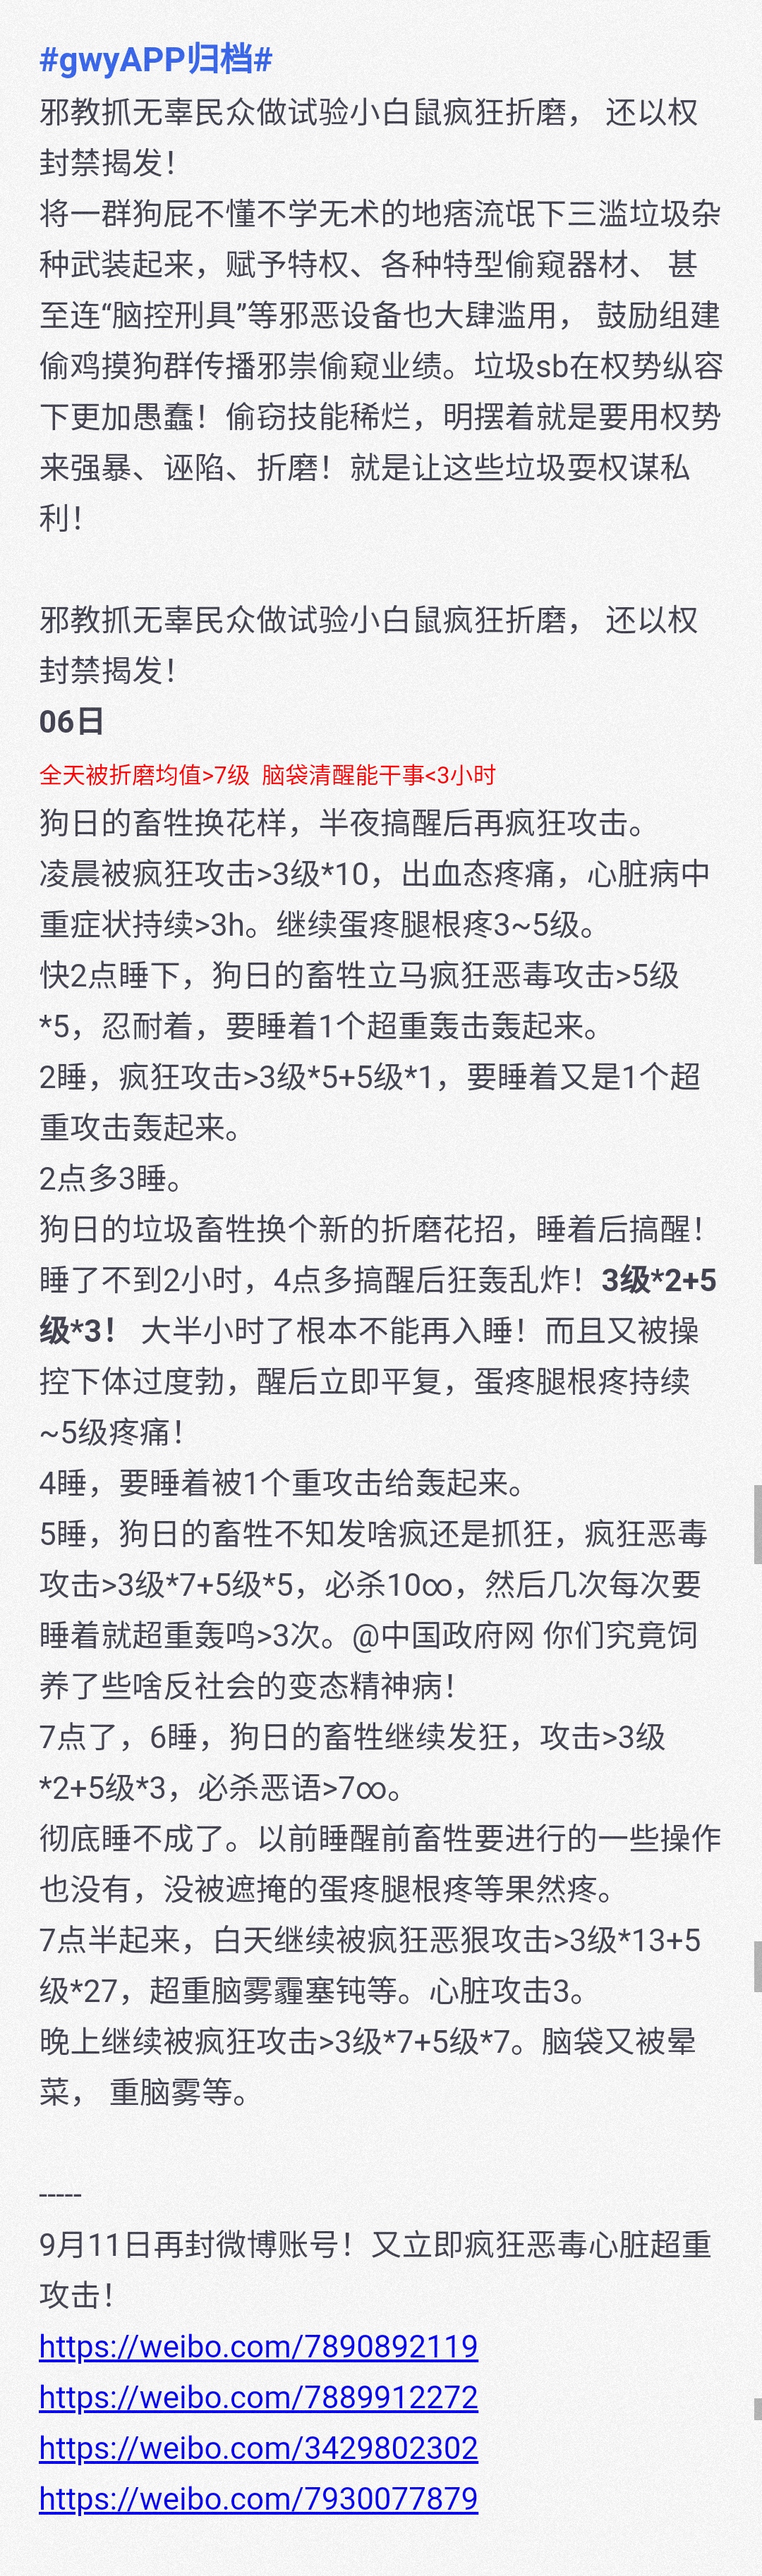 #gwyAPP归档#
邪教抓无辜民众做试验小白鼠疯狂折磨， 还以权
封禁揭发！
将一群狗屁不懂不学无术的地痞流氓下三滥垃圾杂
种武装起来，赋予特权、各种特型偷窥器材、 甚
至连“脑控刑具”等邪恶设备也大肆滥用， 鼓励组建
偷鸡摸狗群传播邪祟偷窥业绩。垃圾sb在权势纵容
下更加愚蠢！偷窃技能稀烂，明摆着就是要用权势
来强暴、诬陷、折磨！就是让这些垃圾耍权谋私
利！
邪教抓无辜民众做试验小白鼠疯狂折磨， 还以权
封禁揭发！
06日
全天被折磨均值>7级 脑袋清醒能干事<3小时
狗日的畜牲换花样，半夜搞醒后再疯狂攻击。
凌晨被疯狂攻击>3级*10，出血态疼痛，心脏病中
重症状持续>3h。继续蛋疼腿根疼3~5级。
快2点睡下，狗日的畜牲立马疯狂恶毒攻击>5级
*5，忍耐着，要睡着1个超重轰击轰起来。
2睡，疯狂攻击>3级*5+5级*1，要睡着又是1个超
重攻击轰起来。
2点多3睡。
狗日的垃圾畜牲换个新的折磨花招，睡着后搞醒！
睡了不到2小时，4点多搞醒后狂轰乱炸！3级*2+5
级*3！ 大半小时了根本不能再入睡！而且又被操
控下体过度勃，醒后立即平复，蛋疼腿根疼持续
~5级疼痛！
4睡，要睡着被1个重攻击给轰起来。
5睡，狗日的畜牲不知发啥疯还是抓狂，疯狂恶毒
攻击>3级*7+5级*5，必杀10∞，然后几次每次要
睡着就超重轰鸣>3次。@中国政府网 你们究竟饲
养了些啥反社会的变态精神病！
7点了，6睡，狗日的畜牲继续发狂，攻击>3级
*2+5级*3，必杀恶语>7∞。
彻底睡不成了。以前睡醒前畜牲要进行的一些操作
也没有，没被遮掩的蛋疼腿根疼等果然疼。
7点半起来，白天继续被疯狂恶狠攻击>3级*13+5
级*27，超重脑雾霾塞钝等。心脏攻击3。
晚上继续被疯狂攻击>3级*7+5级*7。脑袋又被晕
菜， 重脑雾等。
-----
9月11日再封微博账号！又立即疯狂恶毒心脏超重
攻击！
https://weibo.com/7890892119
https://weibo.com/7889912272
https://weibo.com/3429802302
https://weibo.com/7930077879